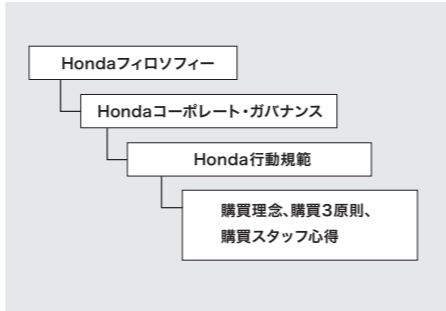 Hondaフィロソフィー
Hondaコーポレート・ガバナンス
Honda行動規範
購買理念、購買3原則、
購買スタッフ心得